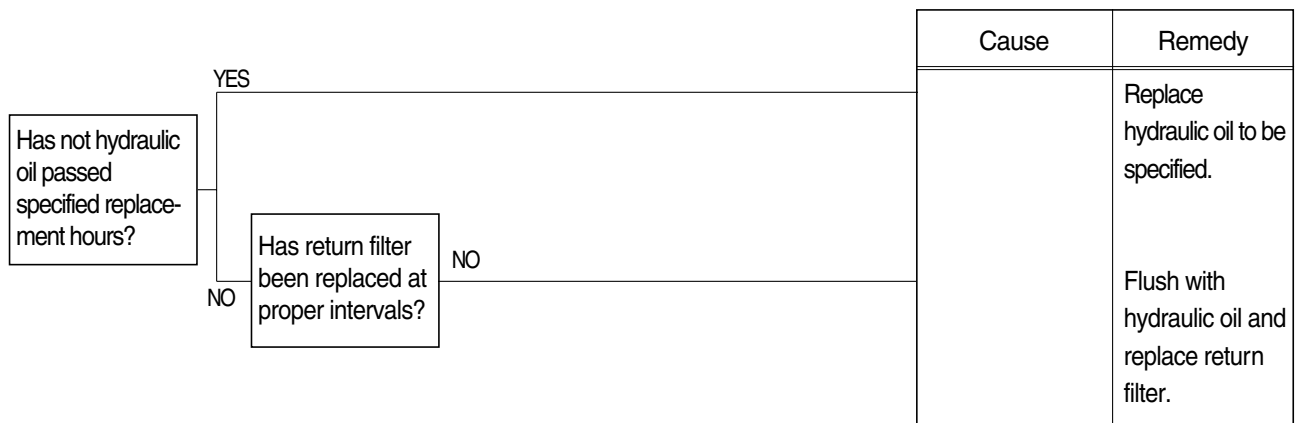 Cause
Remedy
YES
Has not hydraulic
oil passed
specified replace-
ment hours?
NO
Has return filter
been replaced at
proper intervals?
NO
Replace
hydraulic oil to be
specified.
Flush with
hydraulic oil and
replace return
filter.